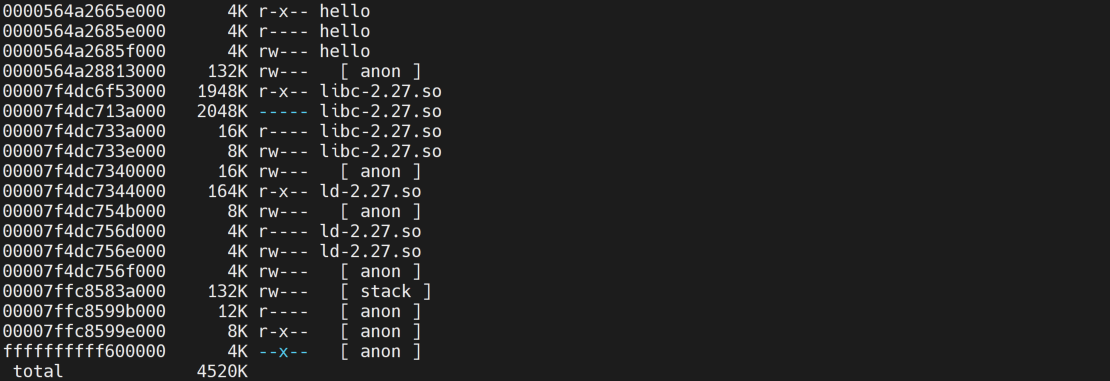 0000564a2665e000      4K r-x-- hello
0000564a2685e000      4K r---- hello
0000564a2685f000      4K rw--- hello
0000564a28813000    132K rw---   [ anon ]
00007f4dc6f53000   1948K r-x-- libc-2.27.so
00007f4dc713a000   2048K ----- libc-2.27.so
00007f4dc733a000     16K r---- libc-2.27.so
00007f4dc733e000      8K rw--- libc-2.27.so
00007f4dc7340000     16K rw---   [ anon ]
00007f4dc7344000    164K r-x-- ld-2.27.so
00007f4dc754b000      8K rw---   [ anon ]
00007f4dc756d000      4K r---- ld-2.27.so
00007f4dc756e000      4K rw--- ld-2.27.so
00007f4dc756f000      4K rw---   [ anon ]
00007ffc8583a000    132K rw---   [ stack ]
00007ffc8599b000     12K r----   [ anon ]
00007ffc8599e000      8K r-x--   [ anon ]
ffffffffff600000      4K --x--   [ anon ]
 total             4520K